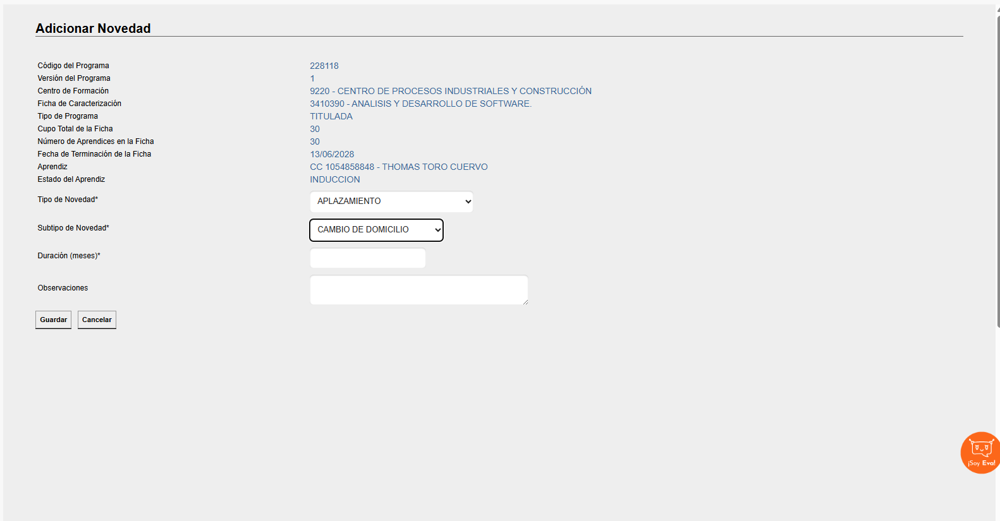 Adicionar Novedad
Código del Programa 228118
Versión del Programa 1
Centro de Formación 9220 - CENTRO DE PROCESOS INDUSTRIALES Y CONSTRUCCIÓN
Ficha de Caracterización 3410390 - ANALISIS Y DESARROLLO DE SOFTWARE.
Tipo de Programa TITULADA
Cupo Total de la Ficha 30
Número de Aprendices en la Ficha 30
Fecha de Terminación de la Ficha 13/06/2028
Aprendiz CC 1054858848 - THOMAS TORO CUERVO
Estado del Aprendiz INDUCCION
Tipo de Novedad* APLAZAMIENTO
Subtipo de Novedad* CAMBIO DE DOMICILIO
Duración (meses)*
Observaciones
Guardar Cancelar
¡Soy Eva!